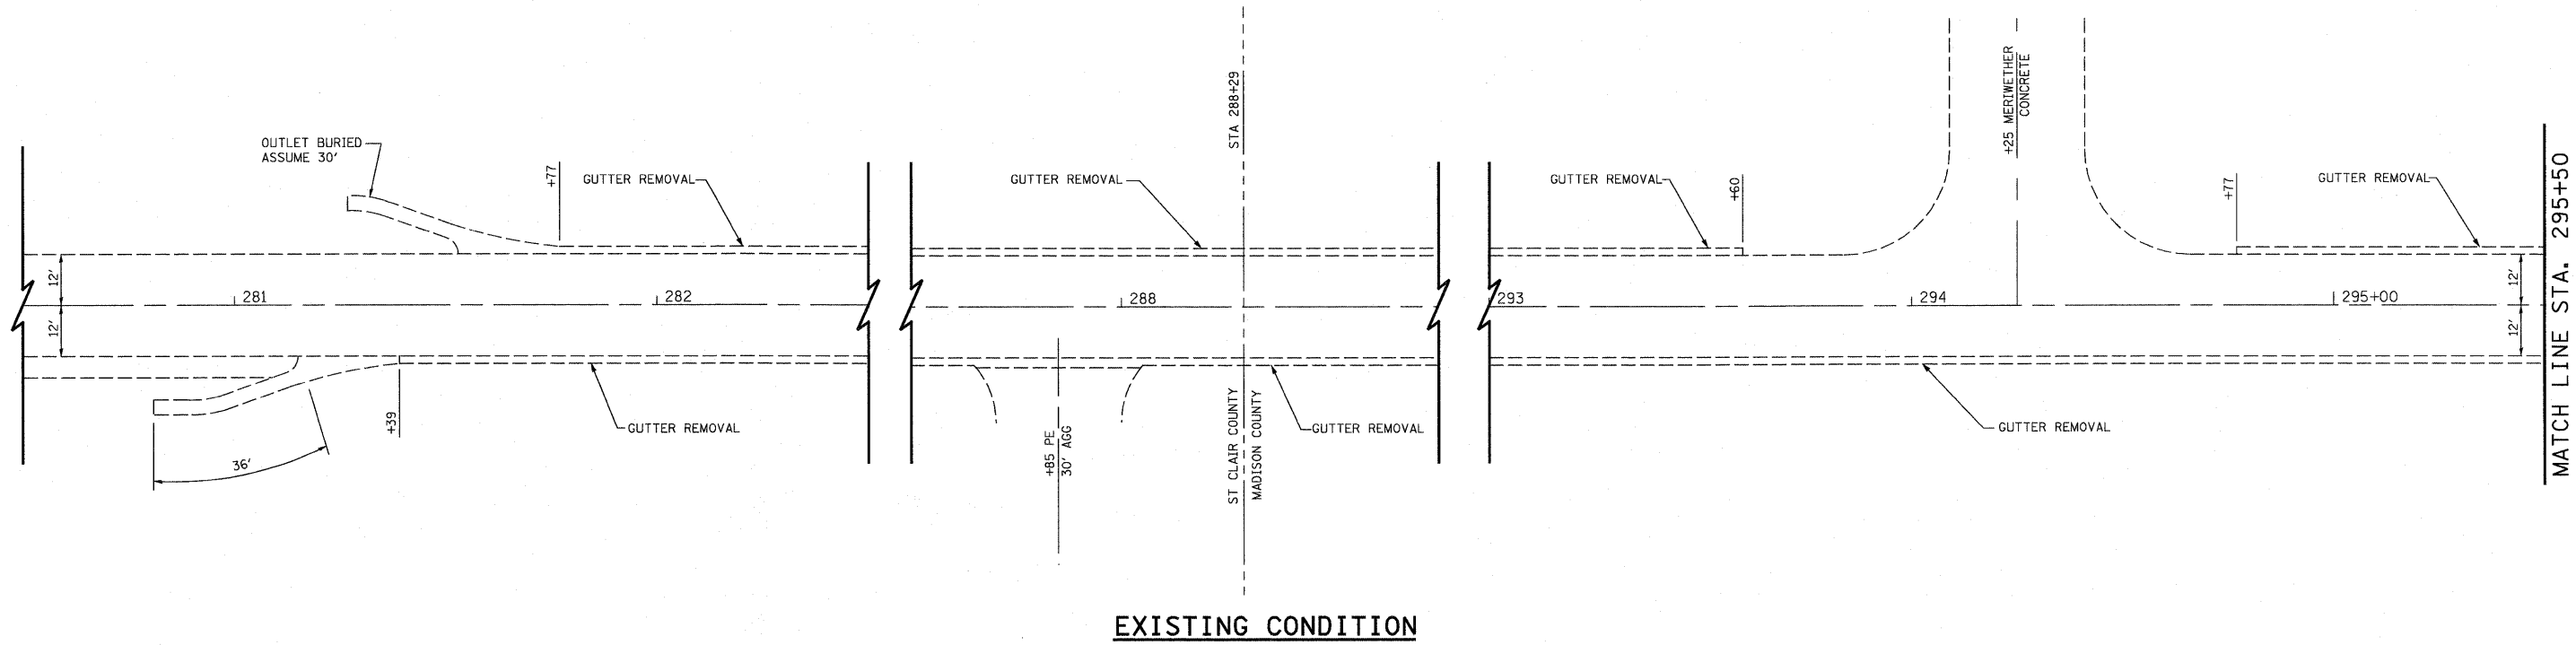 OUTLET BURIED
ASSUME 30'
+77
GUTTER REMOVAL
GUTTER REMOVAL
STA 288+29
GUTTER REMOVAL
+60
+25 MERIWETHER
CONCRETE
+77
GUTTER REMOVAL
MATCH LINE STA. 295+50
12'
281
282
288
293
294
295+00
12'
12'
12'
+39
GUTTER REMOVAL
36'
+85 PE
30' AGG
ST CLAIR COUNTY
MADISON COUNTY
GUTTER REMOVAL
GUTTER REMOVAL
EXISTING CONDITION